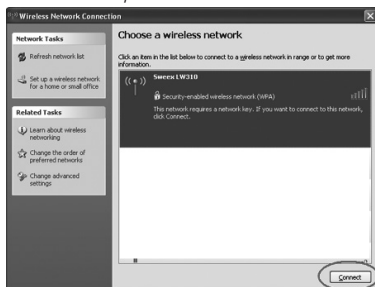 Wireless Network Connection
Network Tasks
Refresh network list
Set up a wireless network
for a home or small office
Related Tasks
Learn about wireless
networking
Change the order of
preferred networks
Change advanced
settings
Choose a wireless network
Click an item in the list below to connect to a wireless network in range or to get more
information.
Sweex LW310
Security-enabled wireless network (WPA)
This network requires a network key. If you want to connect to this network,
click Connect.
Connect